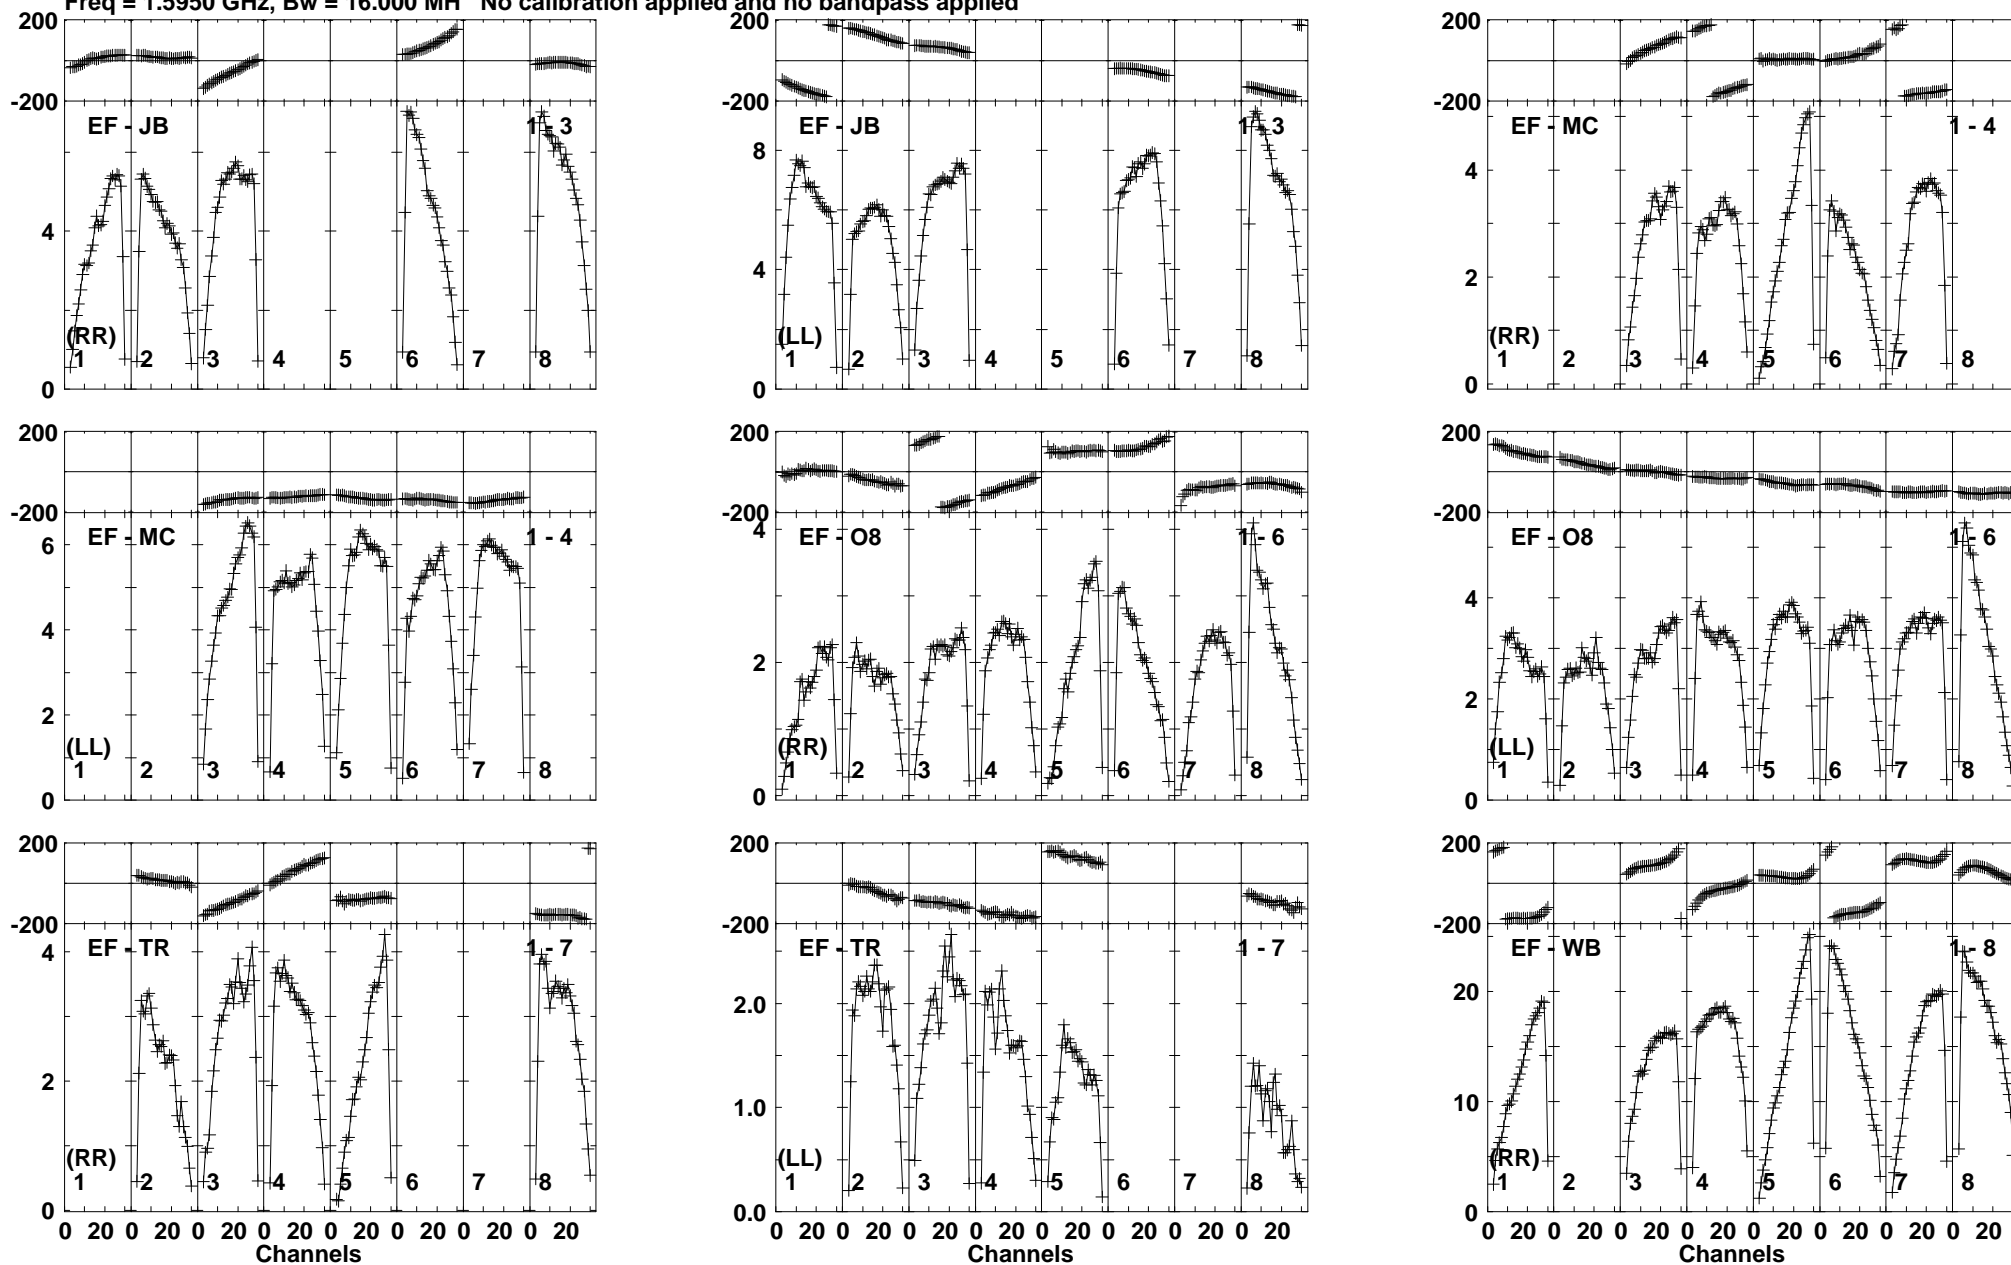 Freq = 1.5950 GHz, Bw = 16.000 MH No calibration applied and no bandpass applied
200
-200
EF - JB 1 - 3
4
0
(RR)
1 2 3 4 5 6 7 8
200
-200
EF - JB 1 - 3
8
4
0
(LL)
1 2 3 4 5 6 7 8
200
-200
EF - MC 1 - 4
4
2
0
(RR)
1 2 3 4 5 6 7 8
200
-200
EF - MC 1 - 4
6
4
2
0
(LL)
1 2 3 4 5 6 7 8
200
-200
EF - O8 1 - 6
4
2
0
(RR)
1 2 3 4 5 6 7 8
200
-200
EF - O8 1 - 6
4
2
0
(LL)
1 2 3 4 5 6 7 8
200
-200
EF - TR 1 - 7
4
2
0
(RR)
1 2 3 4 5 6 7 8
0 20 0 20 0 20 0 20 0 20 0 20 0 20 0 20
Channels
200
-200
EF - TR 1 - 7
2.0
1.0
0.0
(LL)
1 2 3 4 5 6 7 8
0 20 0 20 0 20 0 20 0 20 0 20 0 20 0 20
Channels
200
-200
EF - WB 1 - 8
20
10
0
(RR)
1 2 3 4 5 6 7 8
0 20 0 20 0 20 0 20 0 20 0 20 0 20 0 20
Channels